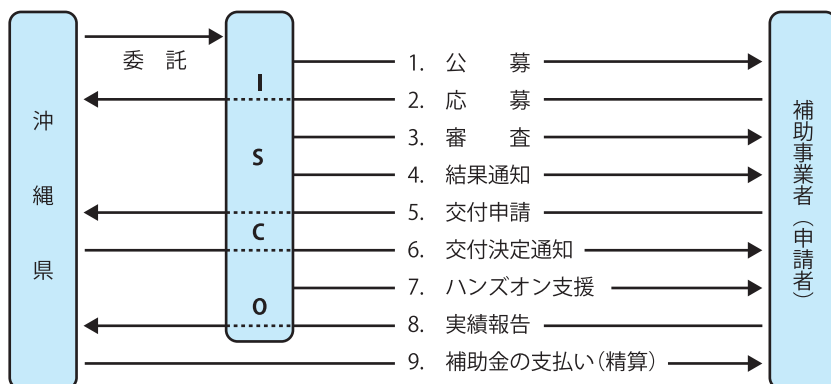 沖縄県
委 託
ISCO
1. 公 募
2. 応 募
3. 審 査
4. 結果通知
5. 交付申請
6. 交付決定通知
7. ハンズオン支援
8. 実績報告
9. 補助金の支払い(精算)
補助事業者(申請者)